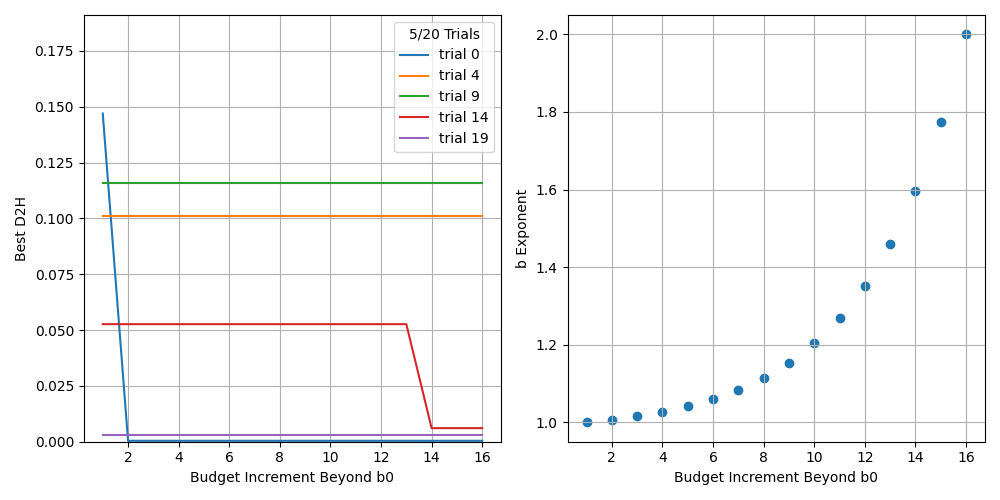 5/20 Trials
trial 0
trial 4
trial 9
trial 14
trial 19
0.175
0.150
0.125
0.100
0.075
0.050
0.025
0.000
Best D2H
2 4 6 8 10 12 14 16
Budget Increment Beyond b0
2.0
1.8
1.6
1.4
1.2
1.0
b Exponent
2 4 6 8 10 12 14 16
Budget Increment Beyond b0